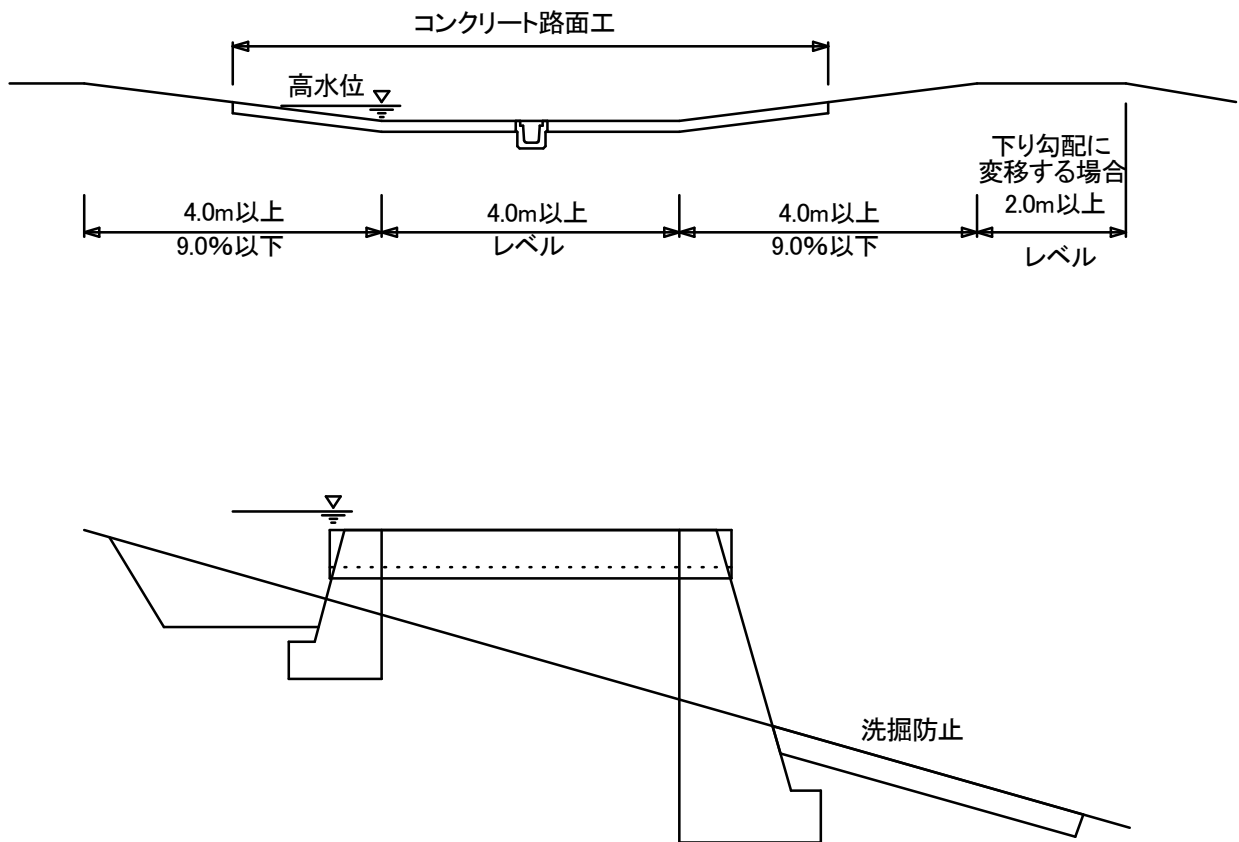 コンクリート路面工
高水位
下り勾配に
変移する場合
4.0m以上
4.0m以上
4.0m以上
2.0m以上
9.0%以下
レベル
9.0%以下
レベル
洗掘防止